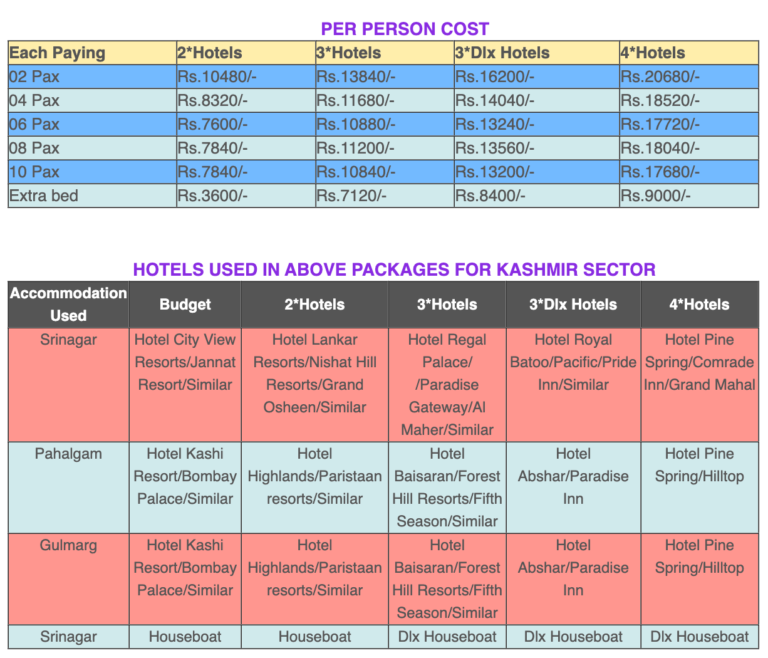 PER PERSON COST
Each Paying 2*Hotels 3*Hotels 3*Dlx Hotels 4*Hotels
02 Pax Rs.10480/- Rs.13840/- Rs.16200/- Rs.20680/-
04 Pax Rs.8320/- Rs.11680/- Rs.14040/- Rs.18520/-
06 Pax Rs.7600/- Rs.10880/- Rs.13240/- Rs.17720/-
08 Pax Rs.7840/- Rs.11200/- Rs.13560/- Rs.18040/-
10 Pax Rs.7840/- Rs.10840/- Rs.13200/- Rs.17680/-
Extra bed Rs.3600/- Rs.7120/- Rs.8400/- Rs.9000/-
HOTELS USED IN ABOVE PACKAGES FOR KASHMIR SECTOR
Accommodation
Used Budget 2*Hotels 3*Hotels 3*Dlx Hotels 4*Hotels
Srinagar Hotel City View Hotel Lankar Hotel Regal Hotel Royal Hotel Pine
Resorts/Jannat Resorts/Nishat Hill Palace/ Batoo/Pacific/Pride Spring/Comrade
Resort/Similar Resorts/Grand /Paradise Inn/Similar Inn/Grand Mahal
Osheen/Similar Gateway/Al
Maher/Similar
Pahalgam Hotel Kashi Hotel Hotel Hotel Hotel Pine
Resort/Bombay Highlands/Paristaan Baisaran/Forest Abshar/Paradise Spring/Hilltop
Palace/Similar resorts/Similar Hill Resorts/Fifth Inn
Season/Similar
Gulmarg Hotel Kashi Hotel Hotel Hotel Hotel Pine
Resort/Bombay Highlands/Paristaan Baisaran/Forest Abshar/Paradise Spring/Hilltop
Palace/Similar resorts/Similar Hill Resorts/Fifth Inn
Season/Similar
Srinagar Houseboat Houseboat Dlx Houseboat Dlx Houseboat Dlx Houseboat